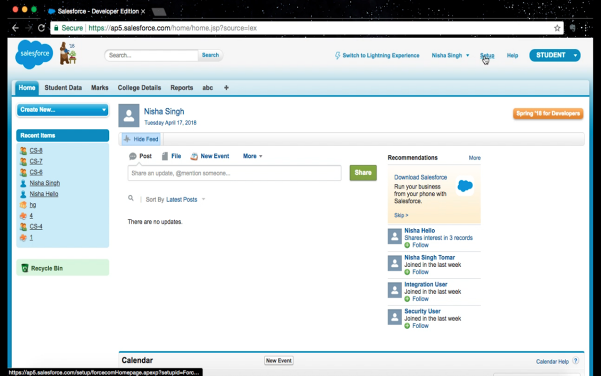 Salesforce - Developer Edition
Secure https://ap5.salesforce.com/home/home.jsp?source=lex
salesforce
'18
Search...
Search
Switch to Lightning Experience
Nisha Singh
Setup
Help
STUDENT
Home
Student Data
Marks
College Details
Reports
abc
+
Create New...
Recent Items
CS-8
CS-7
CS-6
Nisha Singh
Nisha Hello
hg
4
CS-4
1
Recycle Bin
Nisha Singh
Tuesday April 17, 2018
Spring '18 for Developers
Hide Feed
Post
File
New Event
More
Share an update, @mention someone...
Share
Sort By Latest Posts
There are no updates.
Recommendations
More
Download Salesforce
Run your business
from your phone with
Salesforce.
Skip >
Nisha Hello
Shares interest in 3 records
Follow
Nisha Singh Tomar
Joined in the last week
Follow
Integration User
Joined in the last week
Follow
Security User
Joined in the last week
Follow
Calendar
New Event
Calendar Help
https://ap5.salesforce.com/setup/forcecomHomepage.apexp?setupid=Forc...